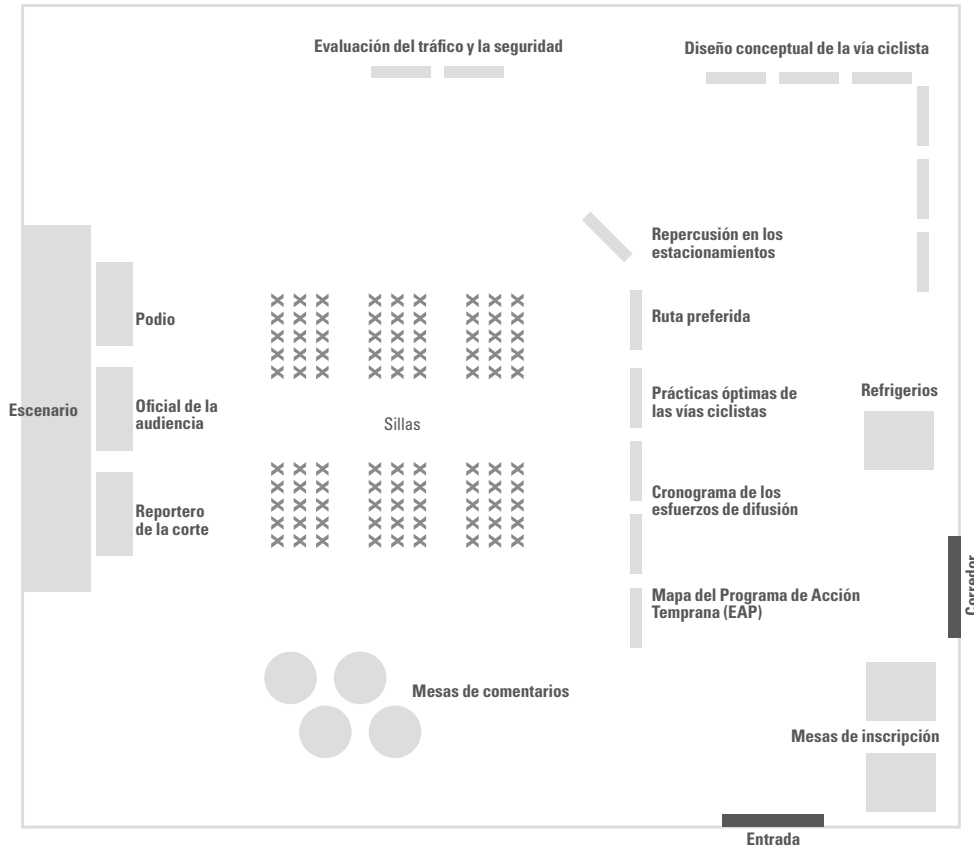 Evaluación del tráfico y la seguridad
Diseño conceptual de la vía ciclista
Repercusión en los
estacionamientos
Podio
Ruta preferida
Escenario
Oficial de la
audiencia
Sillas
Prácticas óptimas de
las vías ciclistas
Refrigerios
Reportero
de la corte
Cronograma de los
esfuerzos de difusión
Corredor
Mapa del Programa de Acción
Temprana (EAP)
Mesas de comentarios
Mesas de inscripción
Entrada